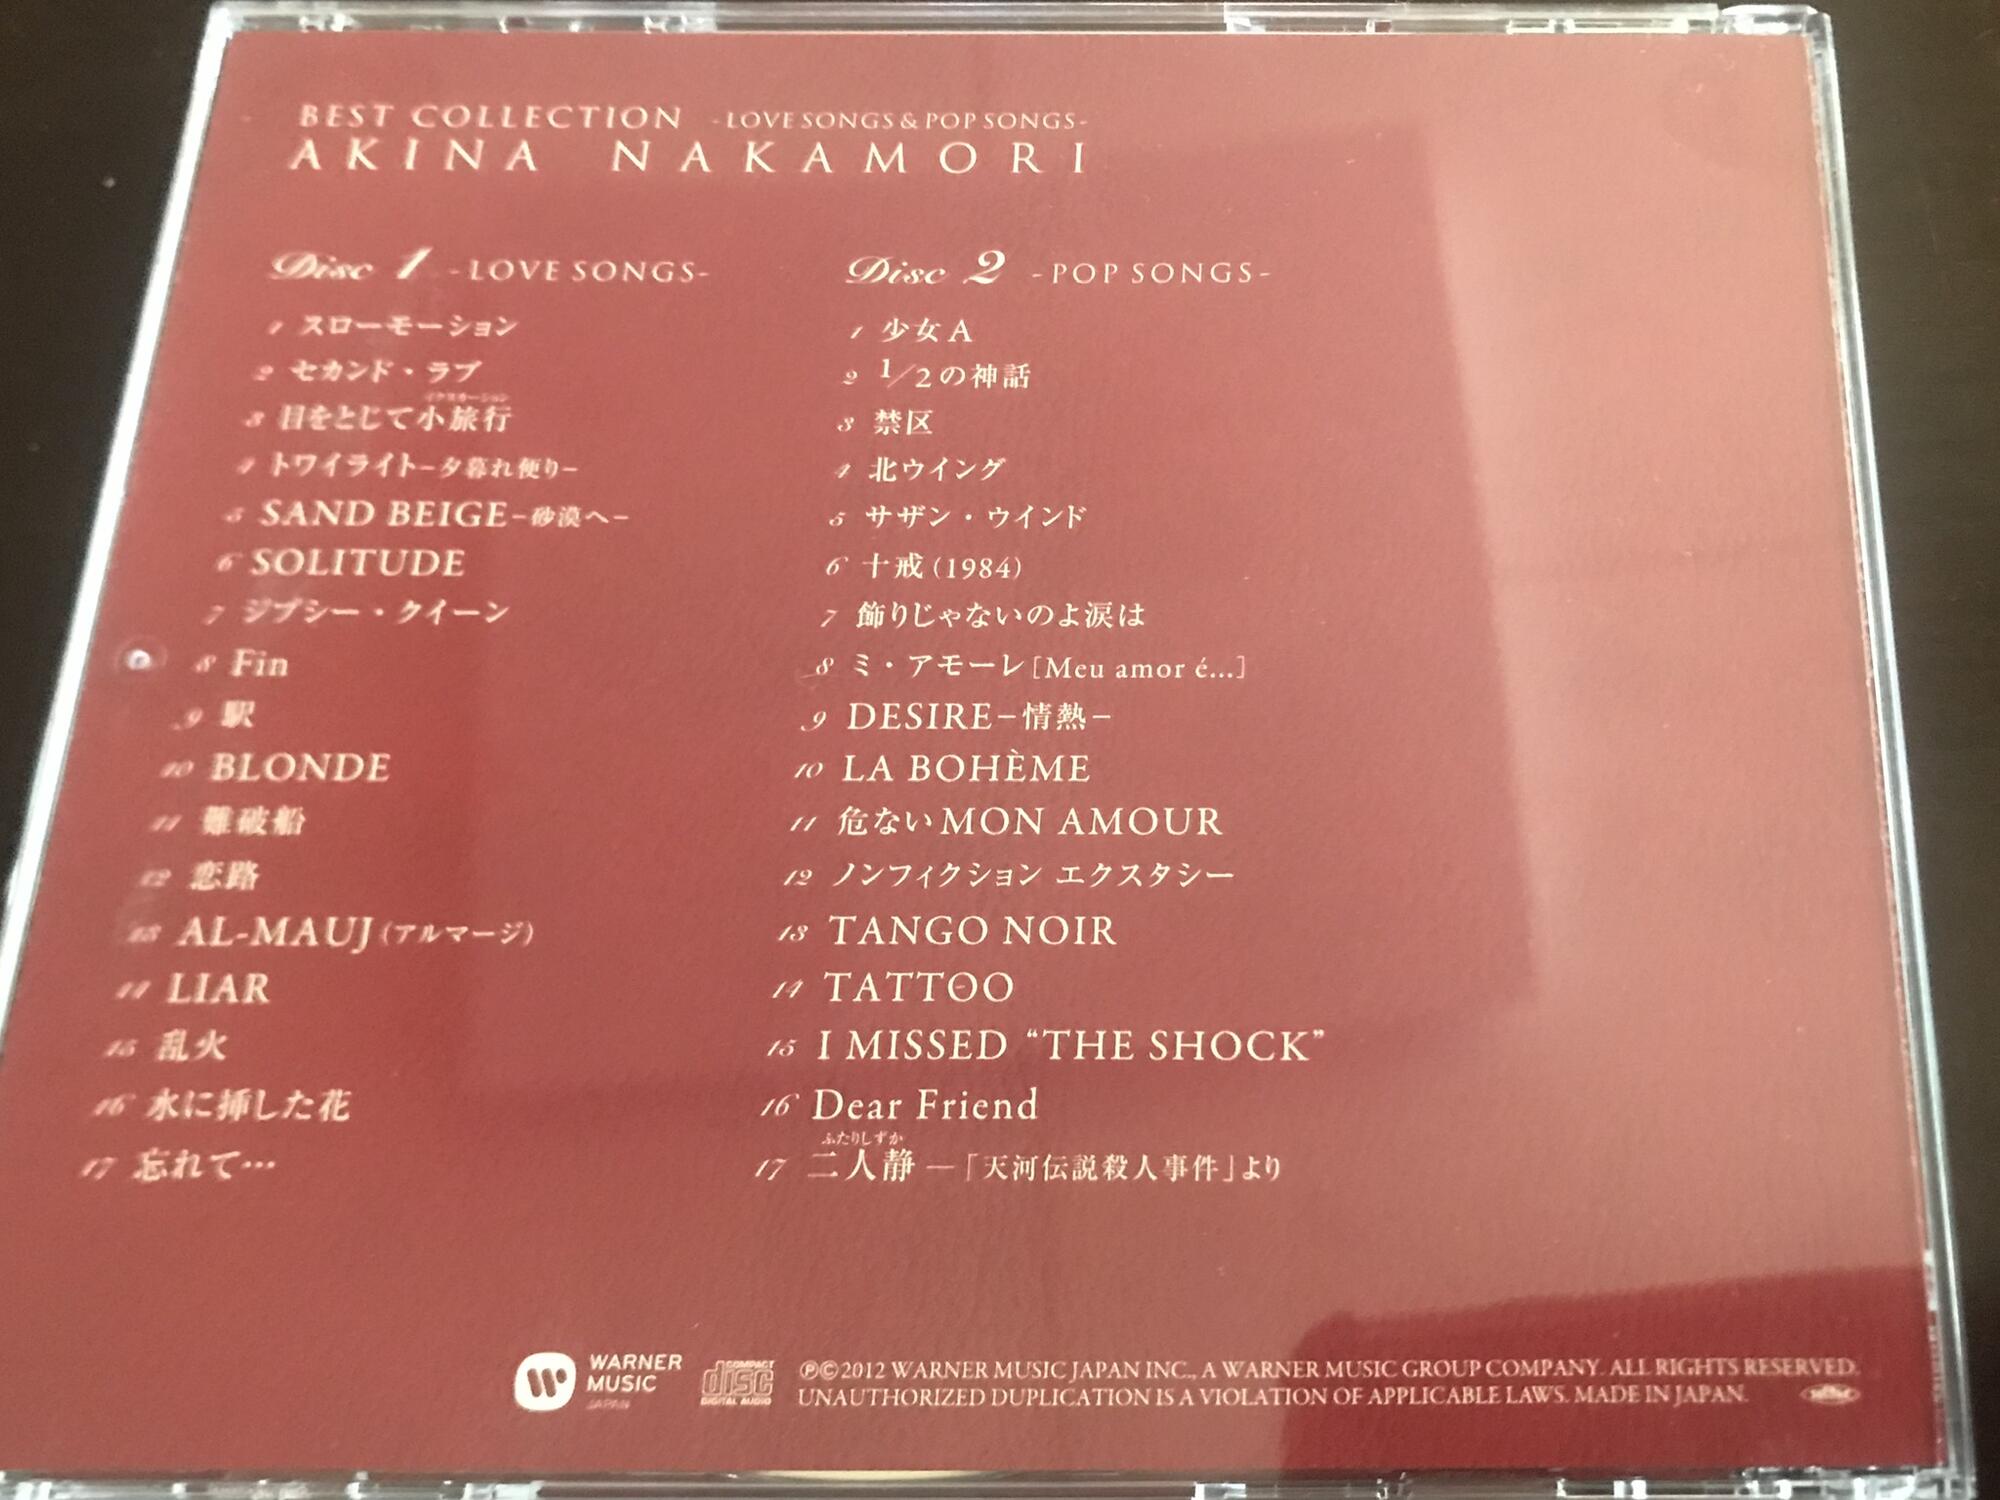 BEST COLLECTION -LOVE SONGS & POP SONGS-
AKINA NAKAMORI
Disc 1 -LOVE SONGS-
1 スローモーション
2 セカンド・ラブ
イクスカーション
3 目をとじて小旅行
4 トワイライト-夕暮れ便り-
5 SAND BEIGE-砂漠へ-
6 SOLITUDE
7 ジプシー・クイーン
8 Fin
9 駅
10 BLONDE
11 難破船
12 恋路
13 AL-MAUJ(アルマージ)
14 LIAR
15 乱火
16 水に挿した花
17 忘れて…
Disc 2 -POP SONGS-
1 少女A
2 1/2の神話
3 禁区
4 北ウイング
5 サザン・ウインド
6 十戒(1984)
7 飾りじゃないのよ涙は
8 ミ・アモーレ[Meu amor é...]
9 DESIRE-情熱-
10 LA BOHÈME
11 危ないMON AMOUR
12 ノンフィクション エクスタシー
13 TANGO NOIR
14 TATTOO
15 I MISSED “THE SHOCK”
16 Dear Friend
ふたりしずか
17 二人静 —「天河伝説殺人事件」より
WARNER
MUSIC
JAPAN
COMPACT
disc
DIGITAL AUDIO
℗©2012 WARNER MUSIC JAPAN INC., A WARNER MUSIC GROUP COMPANY. ALL RIGHTS RESERVED.
UNAUTHORIZED DUPLICATION IS A VIOLATION OF APPLICABLE LAWS. MADE IN JAPAN.